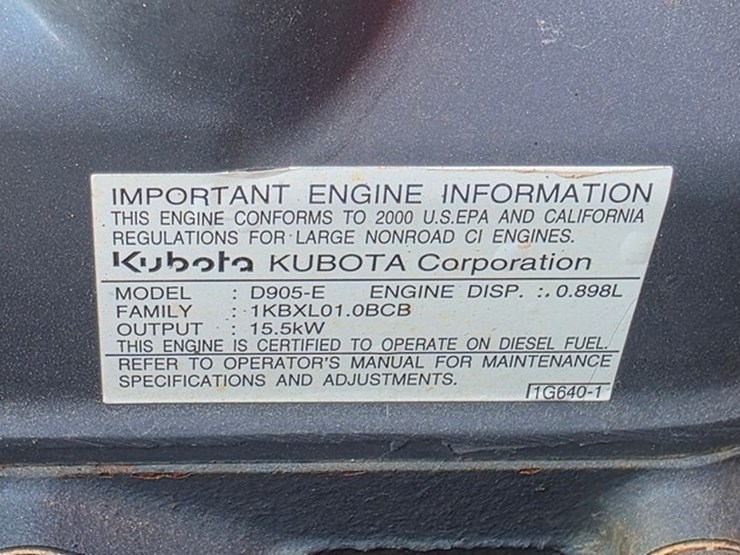 IMPORTANT ENGINE INFORMATION
THIS ENGINE CONFORMS TO 2000 U.S.EPA AND CALIFORNIA
REGULATIONS FOR LARGE NONROAD CI ENGINES.
Kubota KUBOTA Corporation
MODEL : D905-E ENGINE DISP. : 0.898L
FAMILY : 1KBXL01.0BCB
OUTPUT : 15.5kW
THIS ENGINE IS CERTIFIED TO OPERATE ON DIESEL FUEL.
REFER TO OPERATOR'S MANUAL FOR MAINTENANCE
SPECIFICATIONS AND ADJUSTMENTS.
1G640-1